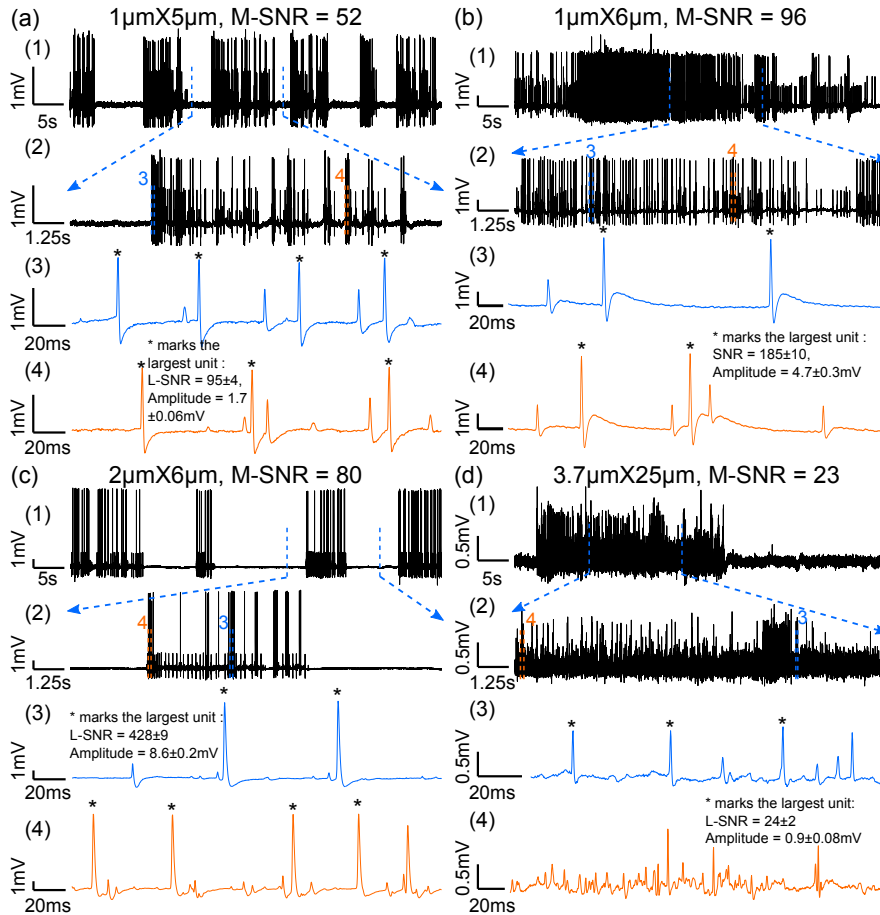 (a) 1µmX5µm, M-SNR = 52
(1)
1mV
5s
(2)
3
4
1mV
1.25s
(3)
* * * *
1mV
20ms
* marks the
largest unit :
L-SNR = 95±4,
Amplitude = 1.7
±0.06mV
(4)
* * *
1mV
20ms
(b) 1µmX6µm, M-SNR = 96
(1)
1mV
5s
(2)
3
4
1mV
1.25s
(3)
* *
1mV
20ms
* marks the largest unit :
SNR = 185±10,
Amplitude = 4.7±0.3mV
(4)
* *
1mV
20ms
(c) 2µmX6µm, M-SNR = 80
(1)
1mV
5s
(2)
4
3
1mV
1.25s
(3)
* *
* marks the largest unit :
L-SNR = 428±9
Amplitude = 8.6±0.2mV
1mV
20ms
(4)
* * * *
1mV
20ms
(d) 3.7µmX25µm, M-SNR = 23
(1)
0.5mV
5s
(2)
4
3
0.5mV
1.25s
(3)
* * *
0.5mV
20ms
* marks the largest unit:
L-SNR = 24±2
Amplitude = 0.9±0.08mV
(4)
0.5mV
20ms